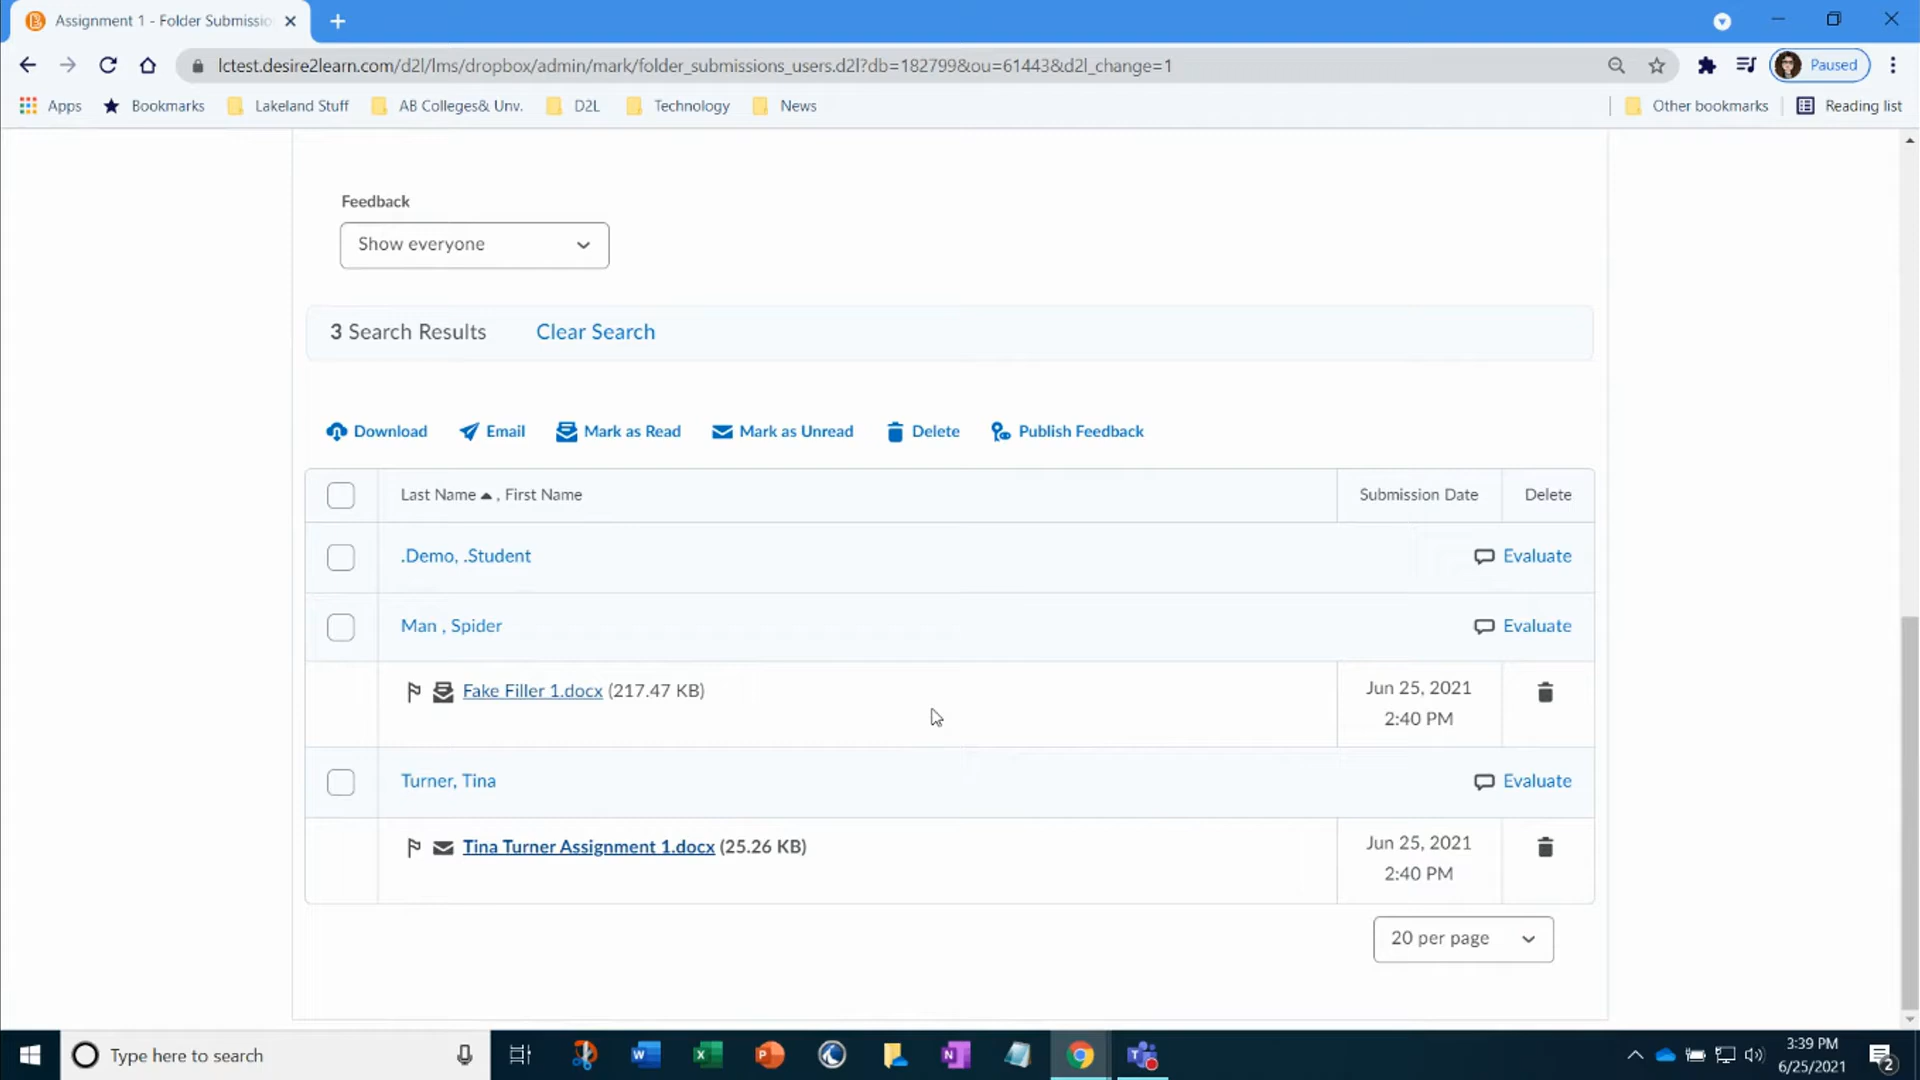 Assignment 1 - Folder Submissio
lctest.desire2learn.com/d2l/lms/dropbox/admin/mark/folder_submissions_users.d2l?db=182799&ou=61443&d2l_change=1
Paused
Apps Bookmarks Lakeland Stuff AB Colleges& Unv. D2L Technology News Other bookmarks Reading list
Feedback
Show everyone
3 Search Results Clear Search
Download Email Mark as Read Mark as Unread Delete Publish Feedback
Last Name , First Name Submission Date Delete
.Demo, .Student Evaluate
Man , Spider Evaluate
Fake Filler 1.docx (217.47 KB) Jun 25, 2021
2:40 PM
Turner, Tina Evaluate
Tina Turner Assignment 1.docx (25.26 KB) Jun 25, 2021
2:40 PM
20 per page
Type here to search
3:39 PM
6/25/2021
2